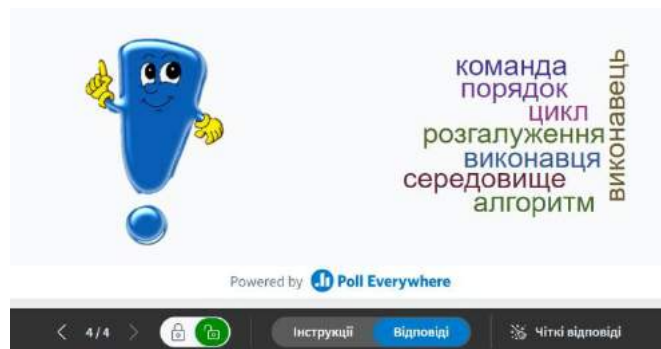 команда
порядок
цикл
розгалуження
виконавця
середовище
алгоритм
виконавець
Powered by Poll Everywhere
4/4
Інструкції
Відповіді
Чіткі відповіді